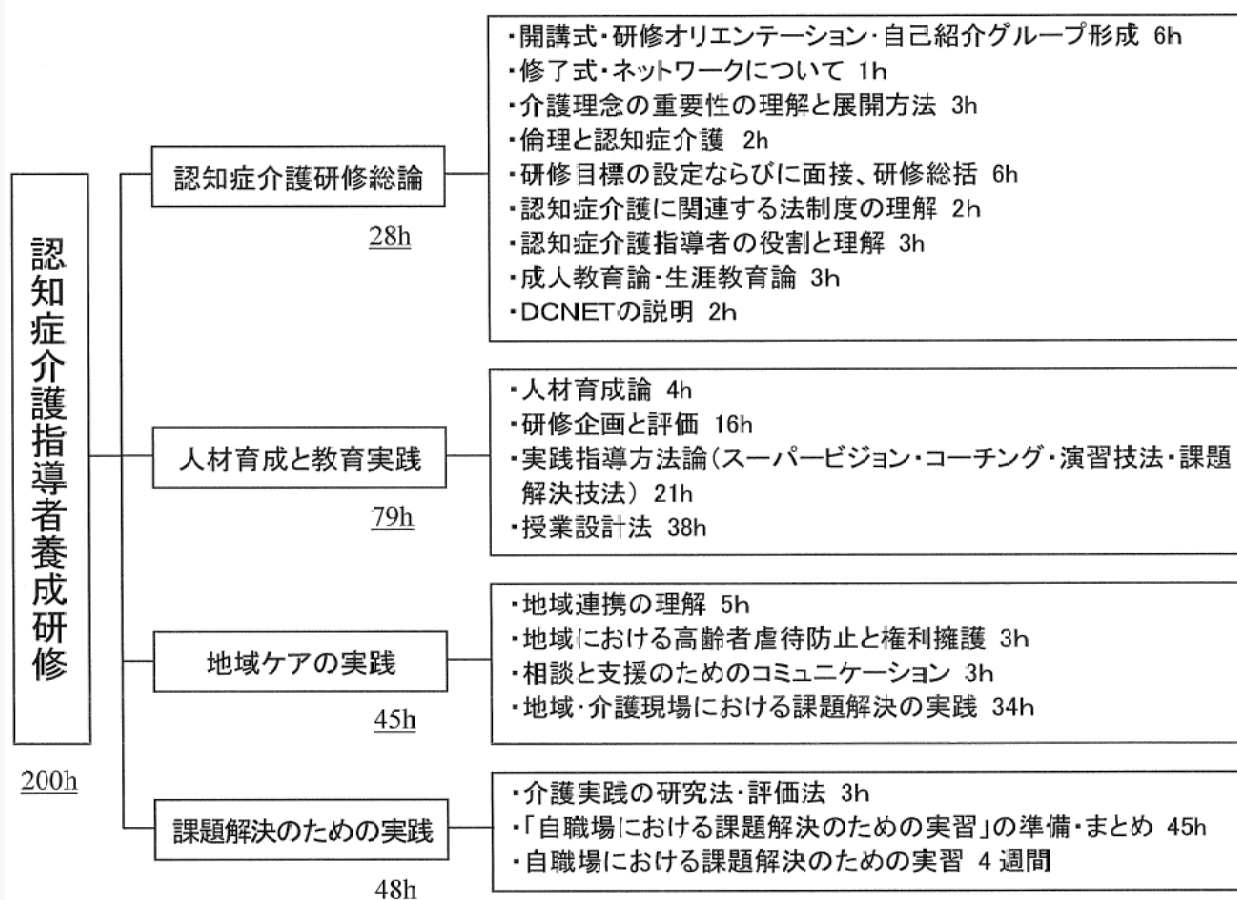 認知症介護指導者養成研修
200h
認知症介護研修総論
28h
・開講式・研修オリエンテーション・自己紹介グループ形成 6h
・修了式・ネットワークについて 1h
・介護理念の重要性の理解と展開方法 3h
・倫理と認知症介護 2h
・研修目標の設定ならびに面接、研修総括 6h
・認知症介護に関連する法制度の理解 2h
・認知症介護指導者の役割と理解 3h
・成人教育論・生涯教育論 3h
・DCNETの説明 2h
人材育成と教育実践
79h
・人材育成論 4h
・研修企画と評価 16h
・実践指導方法論(スーパービジョン・コーチング・演習技法・課題
解決技法) 21h
・授業設計法 38h
地域ケアの実践
45h
・地域連携の理解 5h
・地域における高齢者虐待防止と権利擁護 3h
・相談と支援のためのコミュニケーション 3h
・地域・介護現場における課題解決の実践 34h
課題解決のための実践
48h
・介護実践の研究法・評価法 3h
・「自職場における課題解決のための実習」の準備・まとめ 45h
・自職場における課題解決のための実習 4 週間